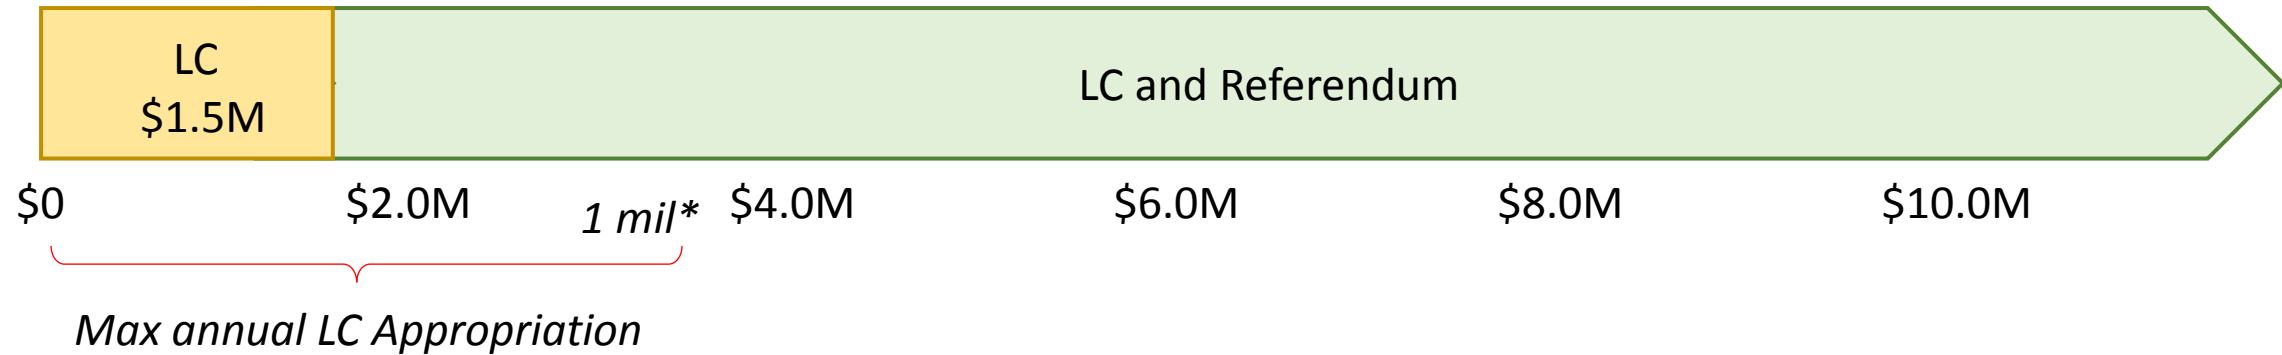 LC
$1.5M
LC and Referendum
$0
$2.0M
1 mil*
$4.0M
$6.0M
$8.0M
$10.0M
Max annual LC Appropriation